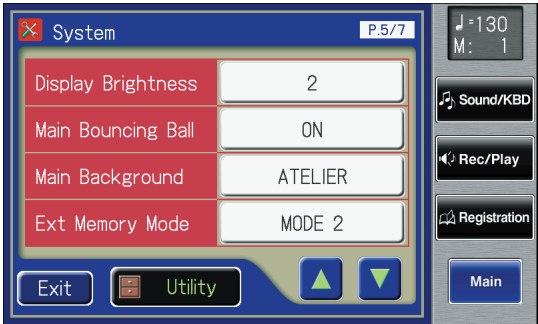 System P.5/7
Display Brightness 2
Main Bouncing Ball ON
Main Background ATELIER
Ext Memory Mode MODE 2
Exit Utility
♩=130
M: 1
Sound/KBD
Rec/Play
Registration
Main